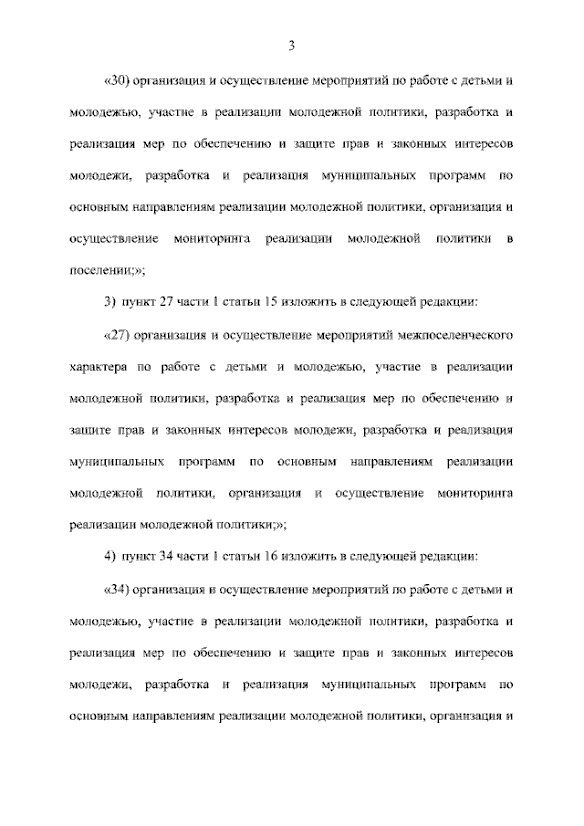 3
«30) организация и осуществление мероприятий по работе с детьми и
молодежью, участие в реализации молодежной политики, разработка и
реализация мер по обеспечению и защите прав и законных интересов
молодежи, разработка и реализация муниципальных программ по
основным направлениям реализации молодежной политики, организация и
осуществление мониторинга реализации молодежной политики в
поселении;»;
3) пункт 27 части 1 статьи 15 изложить в следующей редакции:
«27) организация и осуществление мероприятий межпоселенческого
характера по работе с детьми и молодежью, участие в реализации
молодежной политики, разработка и реализация мер по обеспечению и
защите прав и законных интересов молодежи, разработка и реализация
муниципальных программ по основным направлениям реализации
молодежной политики, организация и осуществление мониторинга
реализации молодежной политики;»;
4) пункт 34 части 1 статьи 16 изложить в следующей редакции:
«34) организация и осуществление мероприятий по работе с детьми и
молодежью, участие в реализации молодежной политики, разработка и
реализация мер по обеспечению и защите прав и законных интересов
молодежи, разработка и реализация муниципальных программ по
основным направлениям реализации молодежной политики, организация и